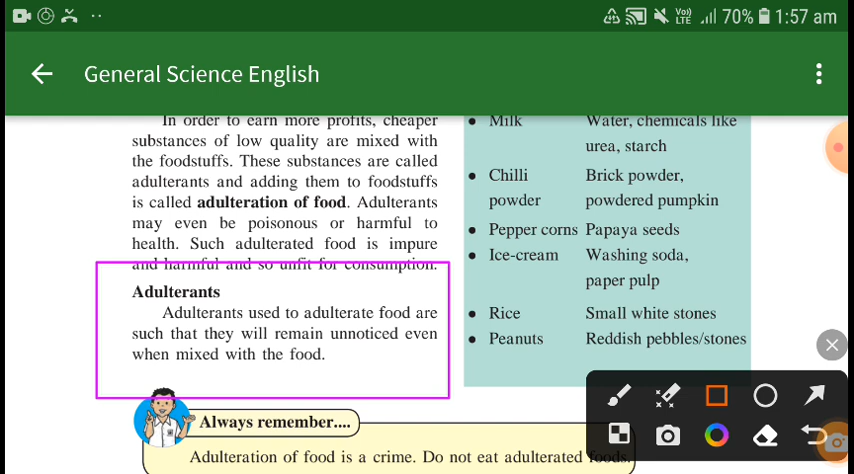 70% 1:57 am
General Science English
In order to earn more profits, cheaper
substances of low quality are mixed with
the foodstuffs. These substances are called
adulterants and adding them to foodstuffs
is called adulteration of food. Adulterants
may even be poisonous or harmful to
health. Such adulterated food is impure
and harmful and so unfit for consumption.
Adulterants
Adulterants used to adulterate food are
such that they will remain unnoticed even
when mixed with the food.
• Milk Water, chemicals like
urea, starch
• Chilli Brick powder,
powder powdered pumpkin
• Pepper corns Papaya seeds
• Ice-cream Washing soda,
paper pulp
• Rice Small white stones
• Peanuts Reddish pebbles/stones
Always remember....
Adulteration of food is a crime. Do not eat adulterated foods.